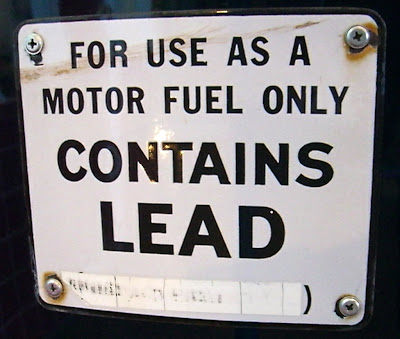 FOR USE AS A
MOTOR FUEL ONLY
CONTAINS
LEAD